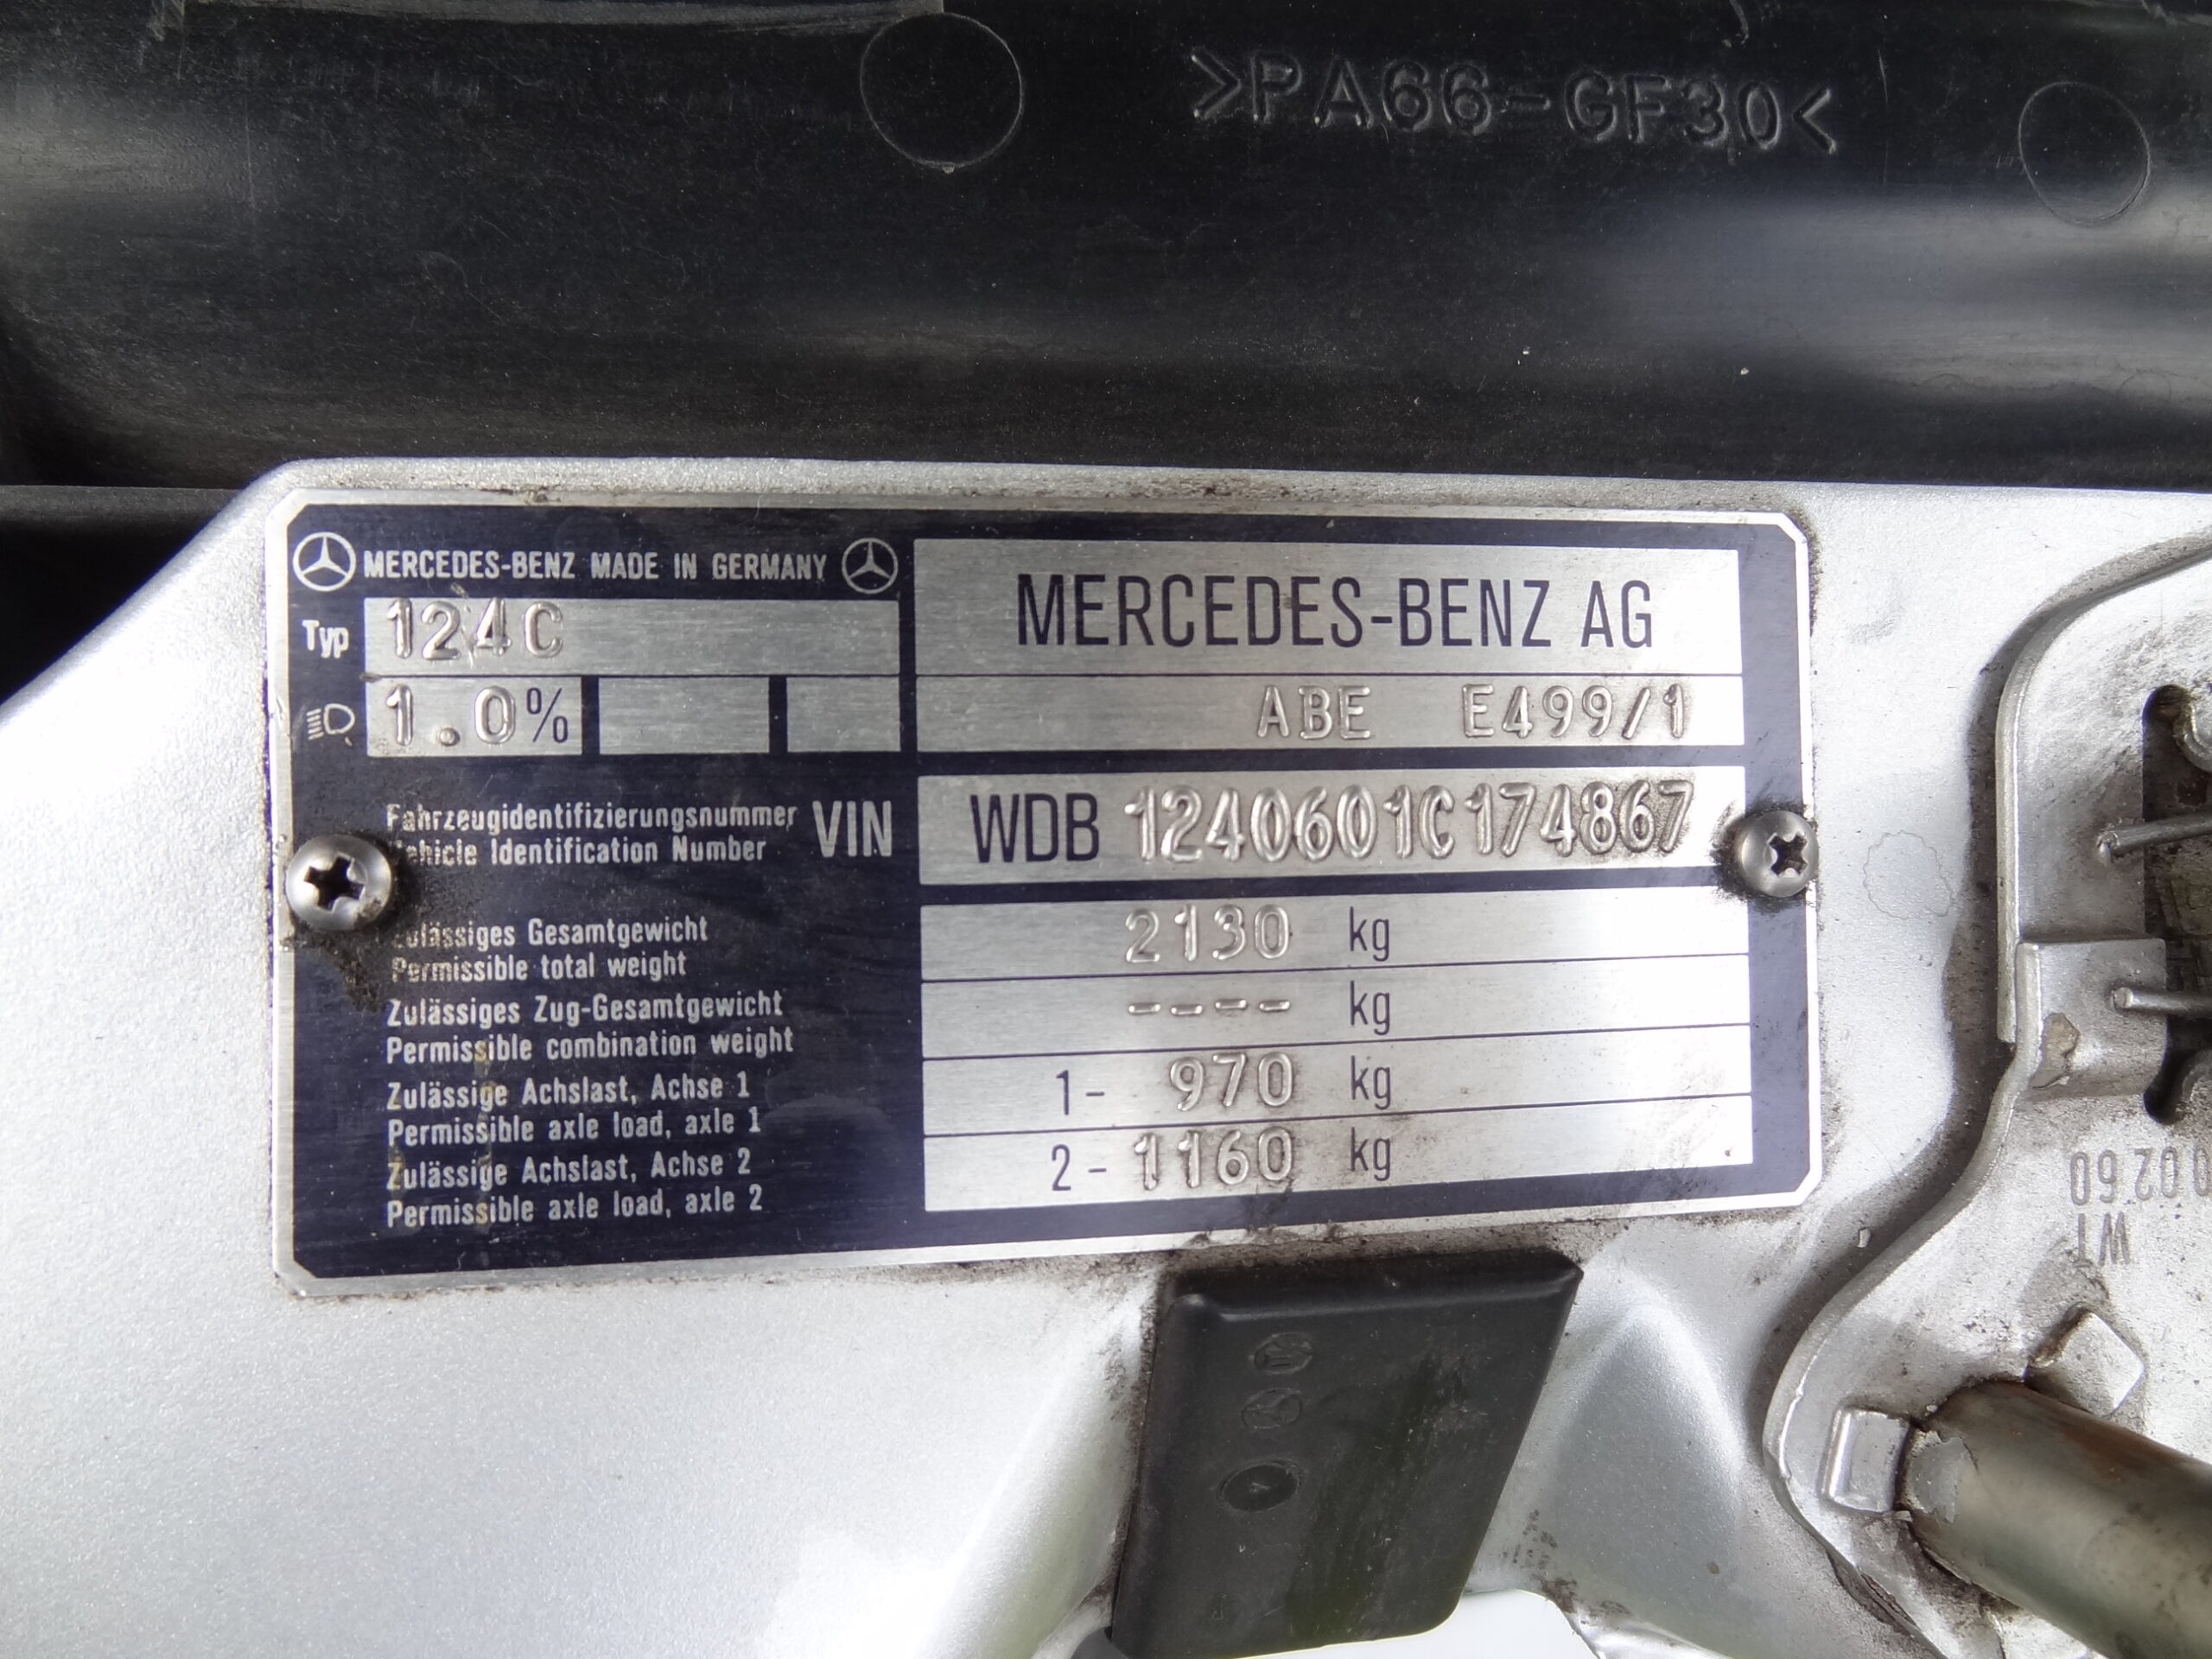 >PA66-GF30<
MERCEDES-BENZ MADE IN GERMANY
Typ 124C
1.0%
MERCEDES-BENZ AG
ABE E499/1
Fahrzeugidentifizierungsnummer
Vehicle Identification Number
VIN WDB 1240601C174867
Zulässiges Gesamtgewicht
Permissible total weight
2130 kg
Zulässiges Zug-Gesamtgewicht
Permissible combination weight
---- kg
Zulässige Achslast, Achse 1
Permissible axle load, axle 1
1- 970 kg
Zulässige Achslast, Achse 2
Permissible axle load, axle 2
2- 1160 kg
WT